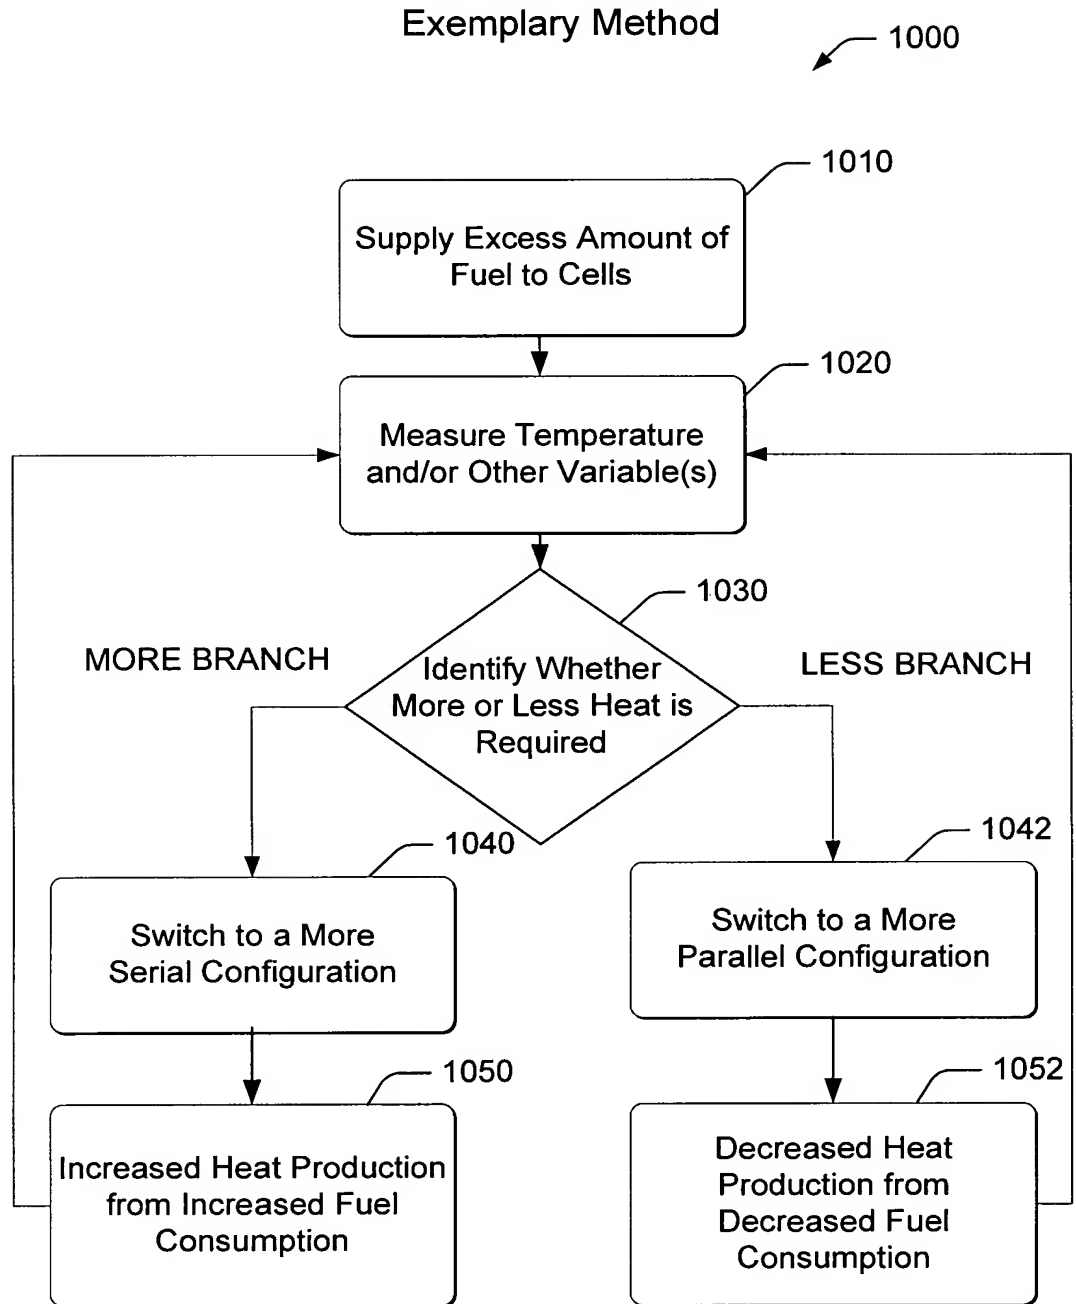 Exemplary Method
1000
1010
Supply Excess Amount of
Fuel to Cells
1020
Measure Temperature
and/or Other Variable(s)
1030
MORE BRANCH
LESS BRANCH
Identify Whether
More or Less Heat is
Required
1040
1042
Switch to a More
Serial Configuration
Switch to a More
Parallel Configuration
1050
1052
Increased Heat Production
from Increased Fuel
Consumption
Decreased Heat
Production from
Decreased Fuel
Consumption